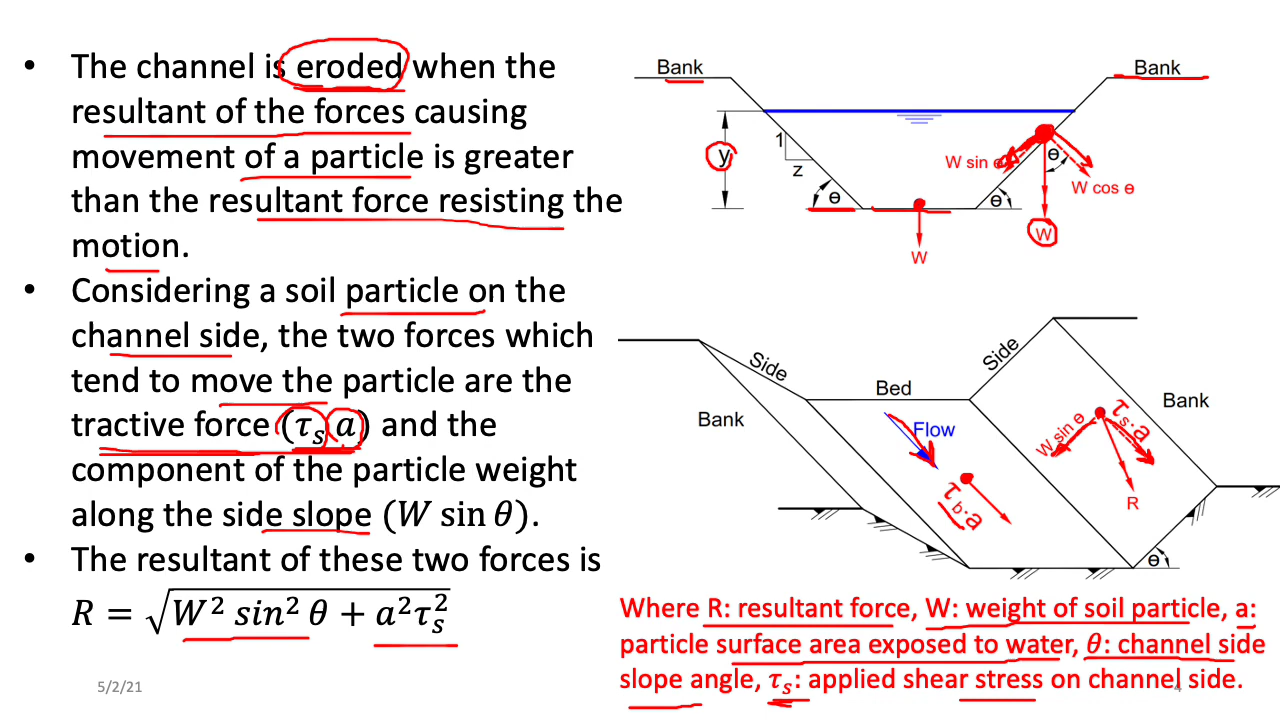 • The channel is eroded when the
resultant of the forces causing
movement of a particle is greater
than the resultant force resisting the
motion.
• Considering a soil particle on the
channel side, the two forces which
tend to move the particle are the
tractive force (τₛ a) and the
component of the particle weight
along the side slope (W sin θ).
• The resultant of these two forces is
R = √(W² sin² θ + a²τₛ²)
5/2/21
Bank
Bank
y
1
z
θ
W
θ
W sin θ
θ
W cos θ
W
Side
Side
Bed
Bank
Bank
Flow
τb.a
W sin θ
τs.a
R
θ
Where R: resultant force, W: weight of soil particle, a:
particle surface area exposed to water, θ: channel side
slope angle, τₛ: applied shear stress on channel side.
4